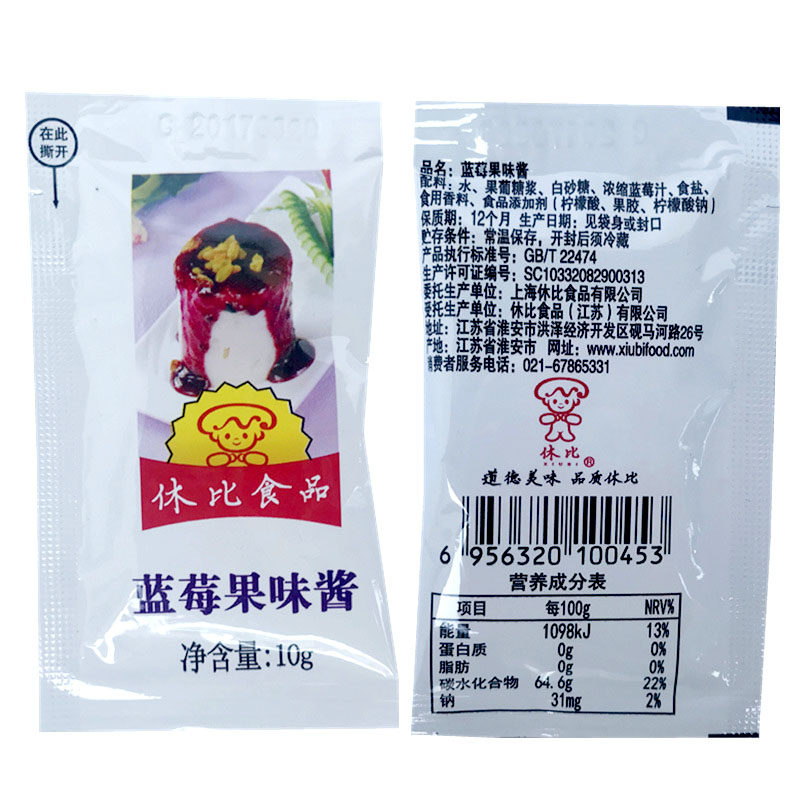 在此
撕开
休比食品
蓝莓果味酱
净含量:10g
品名：蓝莓果味酱
配料：水、果葡糖浆、白砂糖、浓缩蓝莓汁、食盐、
食用香料、食品添加剂（柠檬酸、果胶、柠檬酸钠）
保质期：12个月 生产日期：见袋身或封口
贮存条件：常温保存，开封后须冷藏
产品执行标准号：GB/T 22474
生产许可证编号：SC10332082900313
委托生产单位：上海休比食品有限公司
受托生产单位：休比食品（江苏）有限公司
地址：江苏省淮安市洪泽经济开发区砚马河路26号
产地：江苏省淮安市 网址：www.xiubifood.com
消费者服务电话：021-67865331
休比
XIUBI ®
道德美味 品质休比
6 956320 100453
营养成分表
项目 每100g NRV%
能量 1098kJ 13%
蛋白质 0g 0%
脂肪 0g 0%
碳水化合物 64.6g 22%
钠 31mg 2%